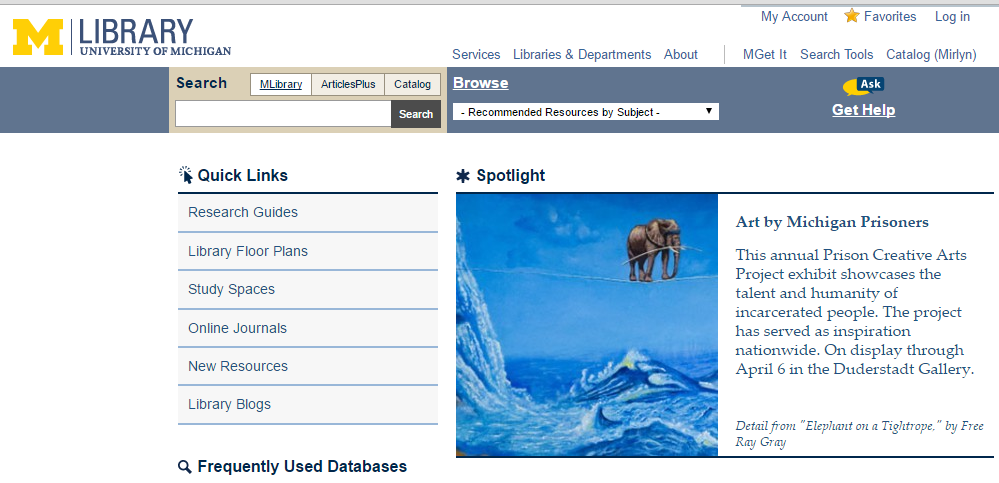 My Account Favorites Log in
M LIBRARY
UNIVERSITY OF MICHIGAN
Services Libraries & Departments About MGet It Search Tools Catalog (Mirlyn)
Search MLibrary ArticlesPlus Catalog
Search
Browse
- Recommended Resources by Subject -
Ask
Get Help
Quick Links
Research Guides
Library Floor Plans
Study Spaces
Online Journals
New Resources
Library Blogs
Frequently Used Databases
Spotlight
Art by Michigan Prisoners
This annual Prison Creative Arts
Project exhibit showcases the
talent and humanity of
incarcerated people. The project
has served as inspiration
nationwide. On display through
April 6 in the Duderstadt Gallery.
Detail from "Elephant on a Tightrope," by Free
Ray Gray